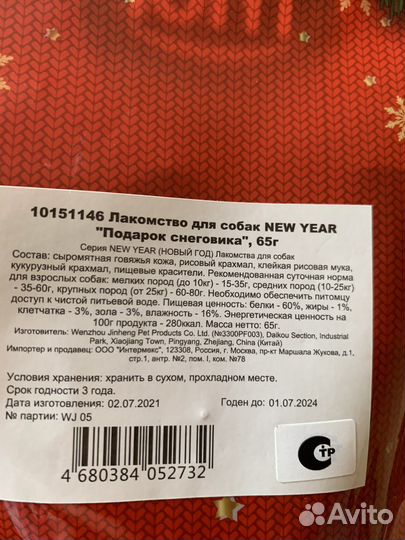 10151146 Лакомство для собак NEW YEAR
"Подарок снеговика", 65г
Серия NEW YEAR (НОВЫЙ ГОД) Лакомства для собак
Состав: сыромятная говяжья кожа, рисовый крахмал, клейкая рисовая мука,
кукурузный крахмал, пищевые красители. Рекомендованная суточная норма
для взрослых собак: мелких пород (до 10кг) - 15-35г, средних пород (10-25кг)
- 35-60г, крупных пород (от 25кг) - 60-80г. Необходимо обеспечить питомцу
доступ к чистой питьевой воде. Пищевая ценность: белки - 60%, жиры - 1%,
клетчатка - 3%, зола - 3%, влажность - 16%. Энергетическая ценность на
100г продукта - 280ккал. Масса нетто: 65г.
Изготовитель: Wenzhou Jinheng Pet Products Co. Ltd. (№3300PF003), Daikou Section, Industrial
Park, Xiaojiang Town, Pingyang, Zhejiang, China (Китай)
Импортер и продавец: ООО "Интермекс", 123308, Россия, г. Москва, пр-кт Маршала Жукова, д.1,
стр.1, антр. №2, пом. I, ком. №78
Условия хранения: хранить в сухом, прохладном месте.
Срок годности 3 года.
Дата изготовления: 02.07.2021 Годен до: 01.07.2024
№ партии: WJ 05
4 680384 052732
СТР
Avito